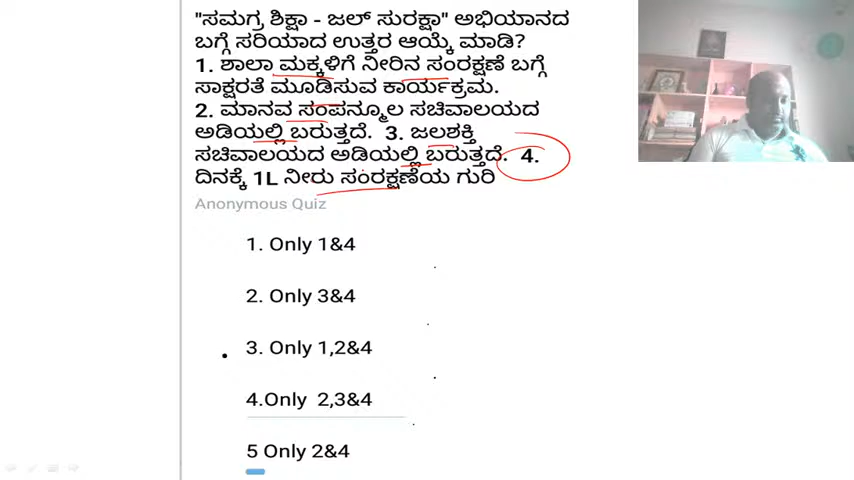 "ಸಮಗ್ರ ಶಿಕ್ಷಾ - ಜಲ್ ಸುರಕ್ಷಾ" ಅಭಿಯಾನದ
ಬಗ್ಗೆ ಸರಿಯಾದ ಉತ್ತರ ಆಯ್ಕೆ ಮಾಡಿ?
1. ಶಾಲಾ ಮಕ್ಕಳಿಗೆ ನೀರಿನ ಸಂರಕ್ಷಣೆ ಬಗ್ಗೆ
ಸಾಕ್ಷರತೆ ಮೂಡಿಸುವ ಕಾರ್ಯಕ್ರಮ.
2. ಮಾನವ ಸಂಪನ್ಮೂಲ ಸಚಿವಾಲಯದ
ಅಡಿಯಲ್ಲಿ ಬರುತ್ತದೆ. 3. ಜಲಶಕ್ತಿ
ಸಚಿವಾಲಯದ ಅಡಿಯಲ್ಲಿ ಬರುತ್ತದೆ. 4.
ದಿನಕ್ಕೆ 1L ನೀರು ಸಂರಕ್ಷಣೆಯ ಗುರಿ
Anonymous Quiz
1. Only 1&4
2. Only 3&4
3. Only 1,2&4
4.Only 2,3&4
5 Only 2&4